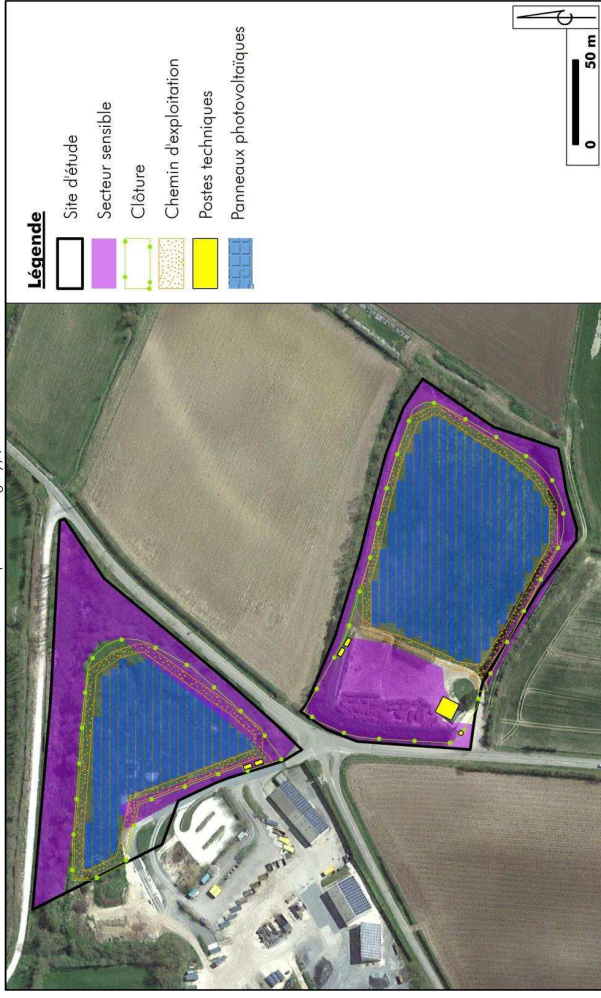 Légende
Site d'étude
Secteur sensible
Clôture
Chemin d'exploitation
Postes techniques
Panneaux photovoltaïques
0
50 m